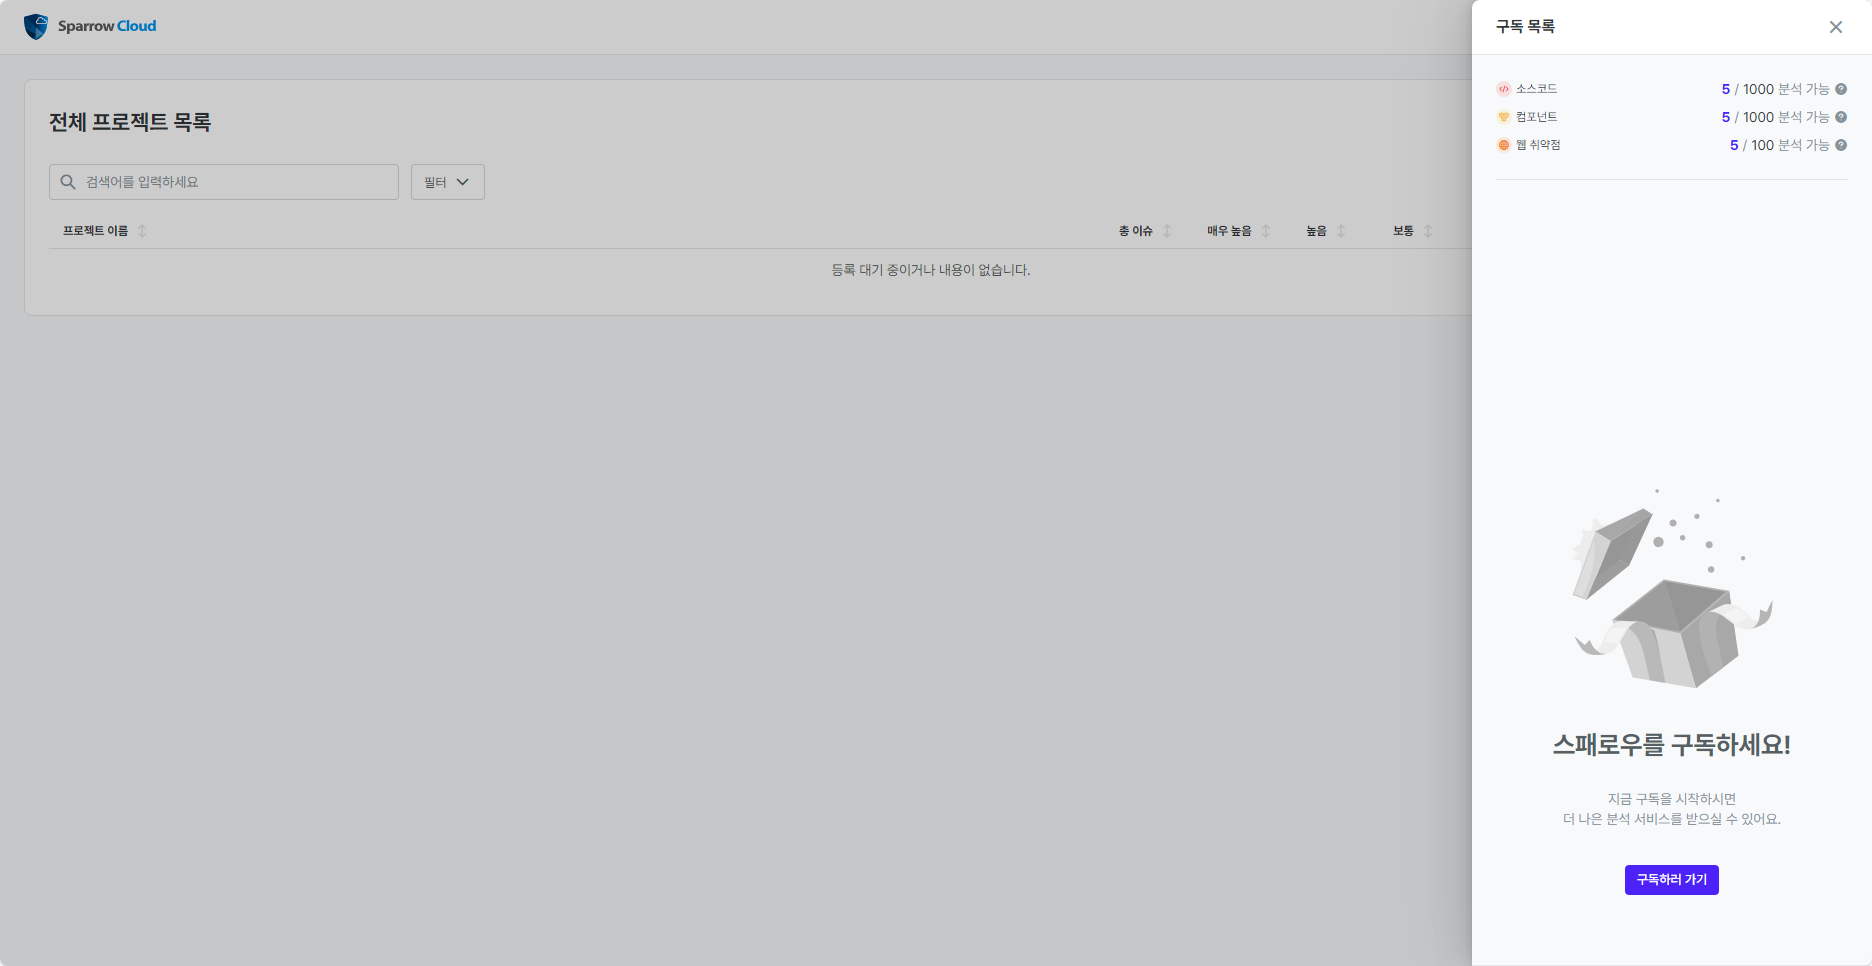 Sparrow Cloud
전체 프로젝트 목록
검색어를 입력하세요
필터
프로젝트 이름 총 이슈 매우 높음 높음 보통
등록 대기 중이거나 내용이 없습니다.
구독 목록
소스코드 5 / 1000 분석 가능
컴포넌트 5 / 1000 분석 가능
웹 취약점 5 / 100 분석 가능
스패로우를 구독하세요!
지금 구독을 시작하시면
더 나은 분석 서비스를 받으실 수 있어요.
구독하러 가기